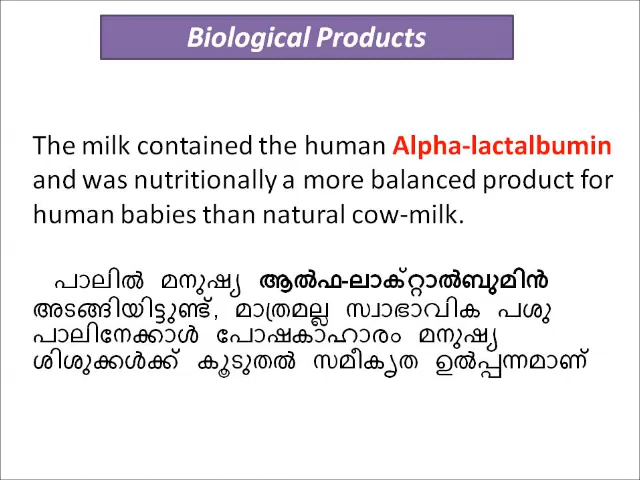 Biological Products
The milk contained the human Alpha-lactalbumin
and was nutritionally a more balanced product for
human babies than natural cow-milk.
പാലിൽ മനുഷ്യ ആൽഫ-ലാക്റ്റാൽബുമിൻ
അടങ്ങിയിട്ടുണ്ട്, മാത്രമല്ല സ്വാഭാവിക പശു
പാലിനേക്കാൾ പോഷകാഹാരം മനുഷ്യ
ശിശുക്കൾക്ക് കൂടുതൽ സമീകൃത ഉൽപ്പന്നമാണ്